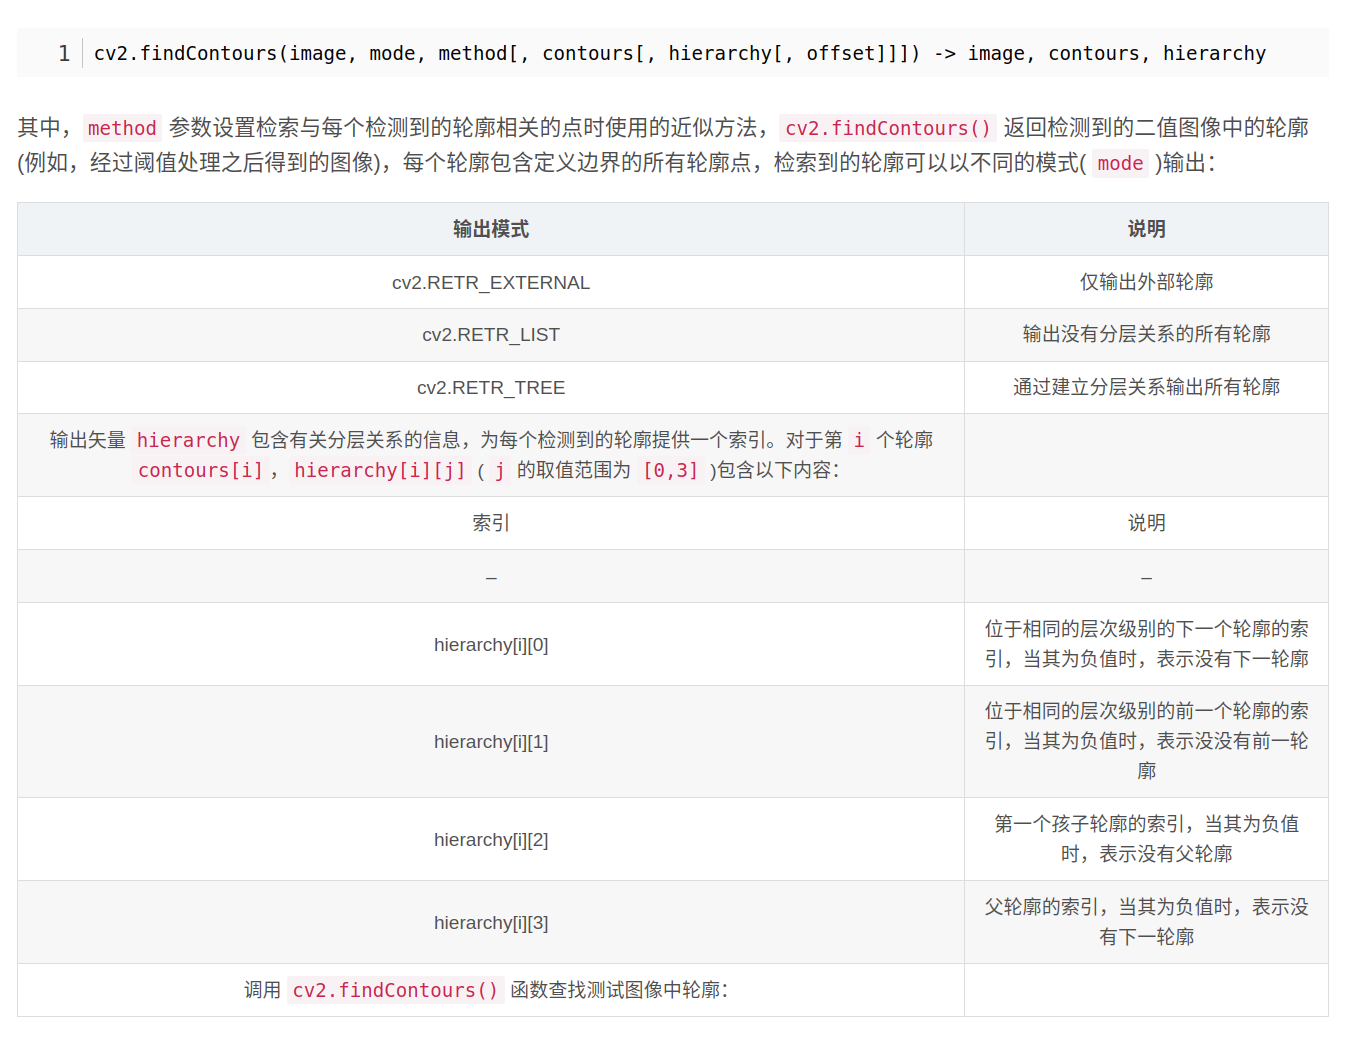 1 cv2.findContours(image, mode, method[, contours[, hierarchy[, offset]]]) -> image, contours, hierarchy
其中，method 参数设置检索与每个检测到的轮廓相关的点时使用的近似方法，cv2.findContours() 返回检测到的二值图像中的轮廓
(例如，经过阈值处理之后得到的图像)，每个轮廓包含定义边界的所有轮廓点，检索到的轮廓可以以不同的模式( mode )输出：
输出模式 说明
cv2.RETR_EXTERNAL 仅输出外部轮廓
cv2.RETR_LIST 输出没有分层关系的所有轮廓
cv2.RETR_TREE 通过建立分层关系输出所有轮廓
输出矢量 hierarchy 包含有关分层关系的信息，为每个检测到的轮廓提供一个索引。对于第 i 个轮廓
contours[i]，hierarchy[i][j] ( j 的取值范围为 [0,3] )包含以下内容：
索引 说明
– –
hierarchy[i][0] 位于相同的层次级别的下一个轮廓的索
引，当其为负值时，表示没有下一轮廓
hierarchy[i][1] 位于相同的层次级别的前一个轮廓的索
引，当其为负值时，表示没没有前一轮
廓
hierarchy[i][2] 第一个孩子轮廓的索引，当其为负值
时，表示没有父轮廓
hierarchy[i][3] 父轮廓的索引，当其为负值时，表示没
有下一轮廓
调用 cv2.findContours() 函数查找测试图像中轮廓：